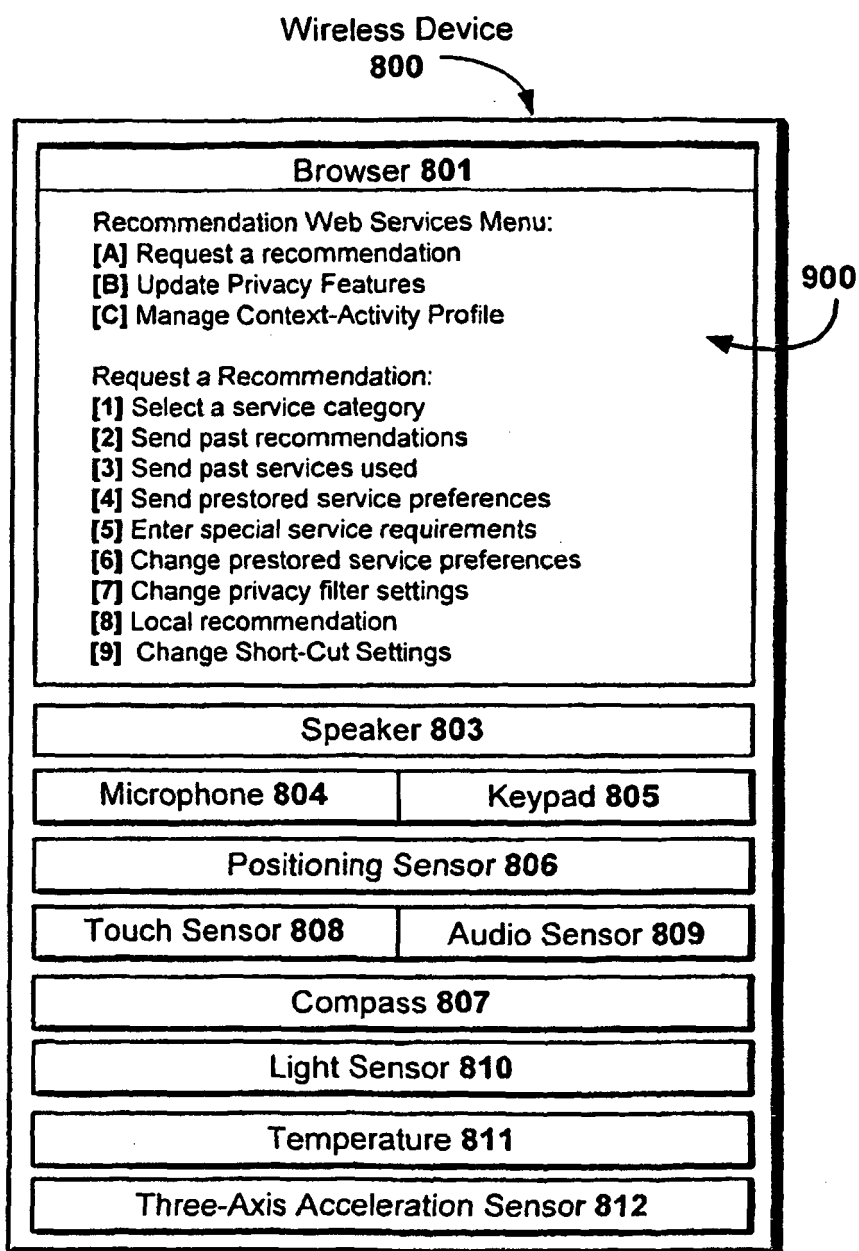 Wireless Device
800
Browser 801
Recommendation Web Services Menu:
[A] Request a recommendation
[B] Update Privacy Features
[C] Manage Context-Activity Profile
900
Request a Recommendation:
[1] Select a service category
[2] Send past recommendations
[3] Send past services used
[4] Send prestored service preferences
[5] Enter special service requirements
[6] Change prestored service preferences
[7] Change privacy filter settings
[8] Local recommendation
[9] Change Short-Cut Settings
Speaker 803
Microphone 804
Keypad 805
Positioning Sensor 806
Touch Sensor 808
Audio Sensor 809
Compass 807
Light Sensor 810
Temperature 811
Three-Axis Acceleration Sensor 812